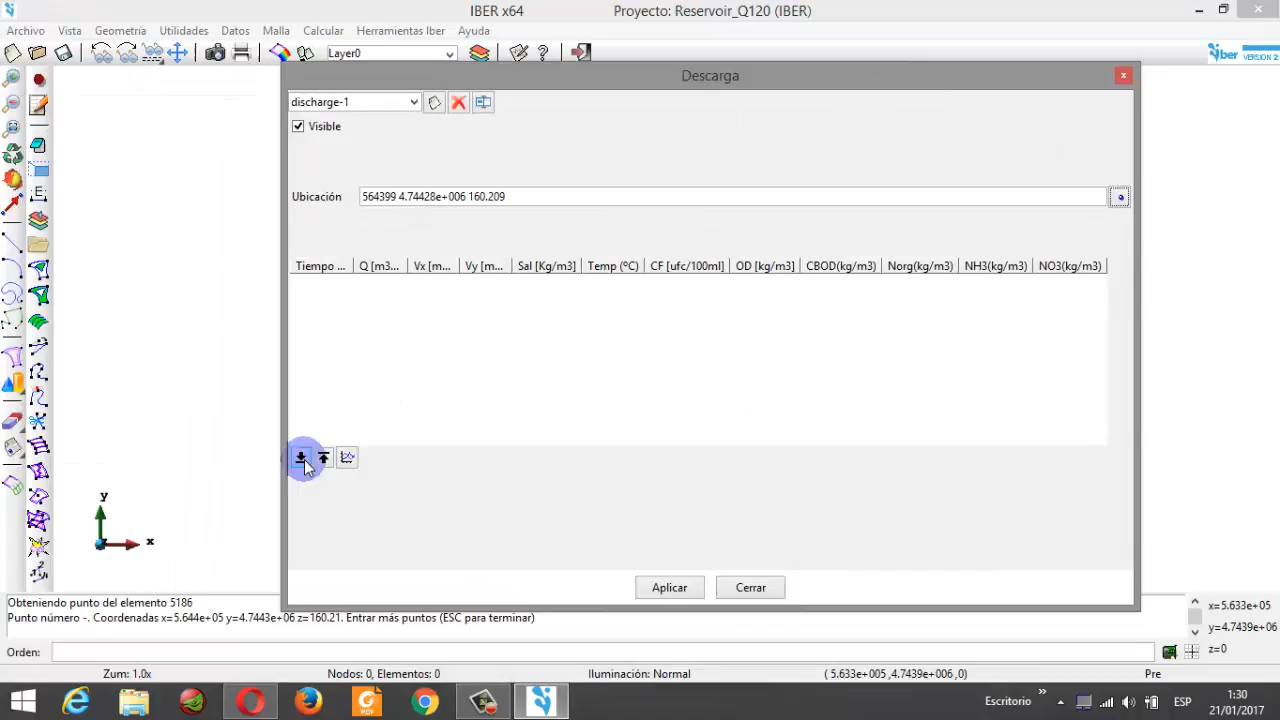 IBER x64 Proyecto: Reservoir_Q120 (IBER)
Archivo Vista Geometría Utilidades Datos Malla Calcular Herramientas Iber Ayuda
Layer0
iber VERSION 2
Descarga
discharge-1
Visible
Ubicación 564399 4.74428e+006 160.209
Tiempo ... Q [m3... Vx [m... Vy [m... Sal [Kg/m3] Temp (ºC) CF [ufc/100ml] OD [kg/m3] CBOD(kg/m3) Norg(kg/m3) NH3(kg/m3) NO3(kg/m3)
y
x
Aplicar Cerrar
Obteniendo punto del elemento 5186
Punto número -. Coordenadas x=5.644e+05 y=4.7443e+06 z=160.21. Entrar más puntos (ESC para terminar)
x=5.633e+05
y=4.7439e+06
z=0
Orden:
Zum: 1.0x Nodos: 0, Elementos: 0 Iluminación: Normal ( 5.633e+005,4.7439e+006,0) Pre
Escritorio ESP 1:30
21/01/2017